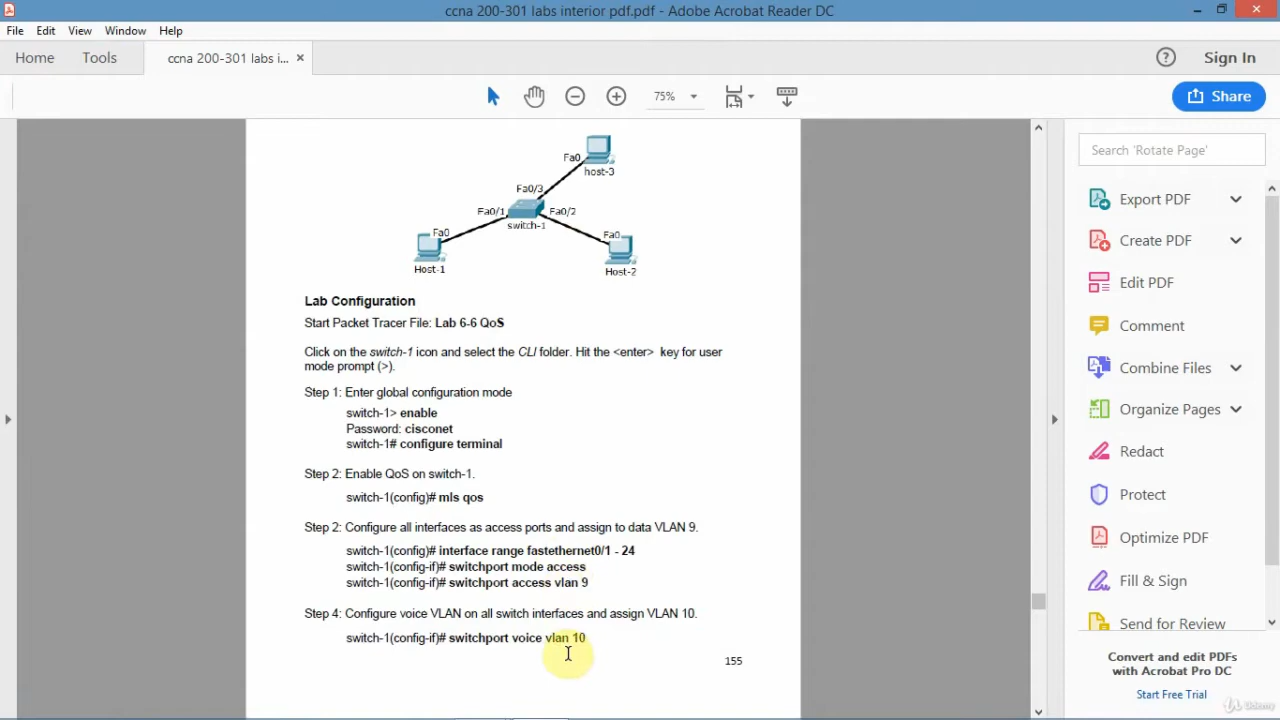 ccna 200-301 labs interior pdf.pdf - Adobe Acrobat Reader DC
File Edit View Window Help
Home Tools ccna 200-301 labs i... × Sign In
75% Share
Fa0
host-3
Fa0/3
Fa0/1 Fa0/2
switch-1
Fa0 Fa0
Host-1 Host-2
Lab Configuration
Start Packet Tracer File: Lab 6-6 QoS
Click on the switch-1 icon and select the CLI folder. Hit the <enter> key for user
mode prompt (>).
Step 1: Enter global configuration mode
switch-1> enable
Password: cisconet
switch-1# configure terminal
Step 2: Enable QoS on switch-1.
switch-1(config)# mls qos
Step 2: Configure all interfaces as access ports and assign to data VLAN 9.
switch-1(config)# interface range fastethernet0/1 - 24
switch-1(config-if)# switchport mode access
switch-1(config-if)# switchport access vlan 9
Step 4: Configure voice VLAN on all switch interfaces and assign VLAN 10.
switch-1(config-if)# switchport voice vlan 10
155
Search 'Rotate Page'
Export PDF
Create PDF
Edit PDF
Comment
Combine Files
Organize Pages
Redact
Protect
Optimize PDF
Fill & Sign
Send for Review
Convert and edit PDFs
with Acrobat Pro DC
Start Free Trial
Udemy